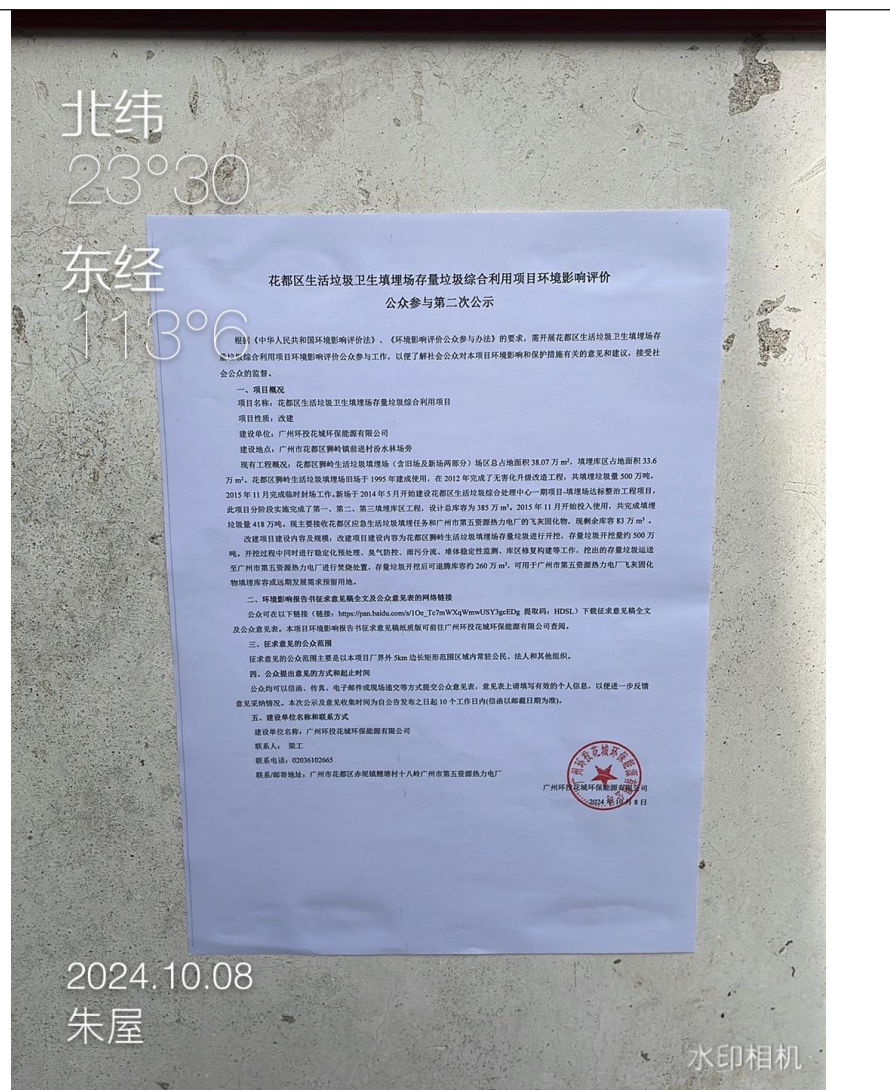 北纬
23°30
东经
113°6
花都区生活垃圾卫生填埋场存量垃圾综合利用项目环境影响评价
公众参与第二次公示
根据《中华人民共和国环境影响评价法》、《环境影响评价公众参与办法》的要求，需开展花都区生活垃圾卫生填埋场存
量垃圾综合利用项目环境影响评价公众参与工作，以便了解社会公众对本项目环境影响和保护措施有关的意见和建议，接受社
会公众的监督。
一、项目概况
项目名称：花都区生活垃圾卫生填埋场存量垃圾综合利用项目
项目性质：改建
建设单位：广州环投花城环保能源有限公司
建设地点：广州市花都区狮岭镇前进村汾水林场旁
现有工程概况：花都区狮岭生活垃圾填埋场（含旧场及新场两部分）场区总占地面积 38.07 万 m²，填埋库区占地面积 33.6
万 m²。花都区狮岭生活垃圾填埋场旧场于 1995 年建成使用，在 2012 年完成了无害化升级改造工程，共填埋垃圾量 500 万吨，
2015 年 11 月完成临时封场工作。新场于 2014 年 5 月开始建设花都区生活垃圾综合处理中心一期项目-填埋场达标整治工程项目，
此项目分阶段实施完成了第一、第二、第三填埋库区工程，设计总库容为 385 万 m³。2015 年 11 月开始投入使用，共完成填埋
垃圾量 418 万吨。现主要接收花都区应急生活垃圾填埋任务和广州市第五资源热力电厂的飞灰固化物，现剩余库容 83 万 m³ 。
改建项目建设内容及规模：改建项目建设内容为花都区狮岭生活垃圾填埋场存量垃圾进行开挖，存量垃圾开挖量约 500 万
吨。开挖过程中同时进行稳定化预处理、臭气防控、雨污分流、堆体稳定性监测、库区修复构建等工作，挖出的存量垃圾运送
至广州市第五资源热力电厂进行焚烧处置，存量垃圾开挖后可退腾库容约 260 万 m³，可用于广州市第五资源热力电厂飞灰固化
物填埋库容或远期发展需求预留用地。
二、环境影响报告书征求意见稿全文及公众意见表的网络链接
公众可在以下链接（链接：https://pan.baidu.com/s/1Oe_Tc7mWXqWmwUSYJgcEDg 提取码：HDSL）下载征求意见稿全文
及公众意见表。本项目环境影响报告书征求意见稿纸质版可前往广州环投花城环保能源有限公司查阅。
三、征求意见的公众范围
征求意见的公众范围主要是以本项目厂界外 5km 边长矩形范围区域内常驻公民、法人和其他组织。
四、公众提出意见的方式和起止时间
公众均可以信函、传真、电子邮件或现场递交等方式提交公众意见表，意见表上请填写有效的个人信息，以便进一步反馈
意见采纳情况。本次公示及意见收集时间为自公告发布之日起 10 个工作日内(信函以邮戳日期为准)。
五、建设单位名称和联系方式
建设单位名称：广州环投花城环保能源有限公司
联系人： 梁工
联系电话：02036102665
联系/邮寄地址：广州市花都区赤坭镇鲤塘村十八岭广州市第五资源热力电厂
广州环投花城环保能源有限公司
广州环投花城环保能源有限公司
2024 年 10 月 8 日
2024.10.08
朱屋
水印相机